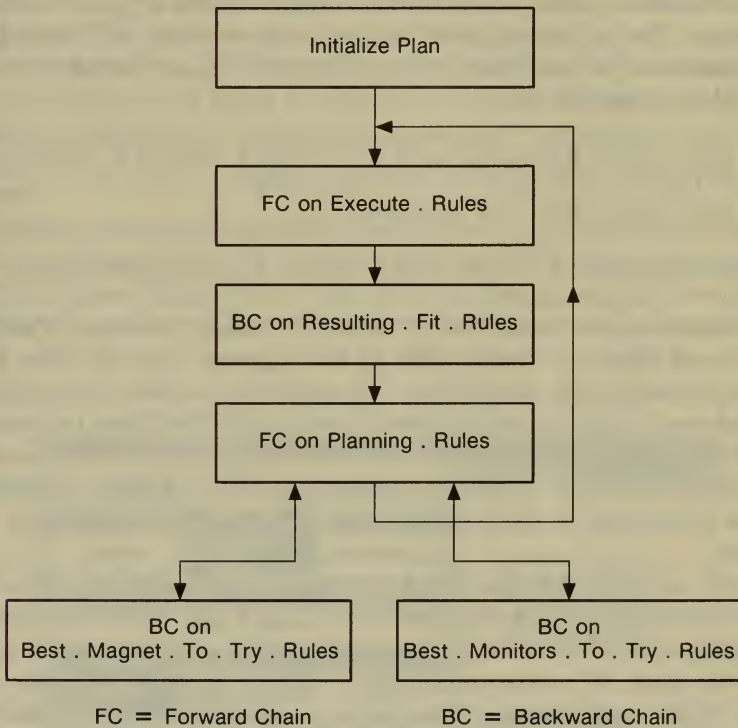 Initialize Plan
FC on Execute . Rules
BC on Resulting . Fit . Rules
FC on Planning . Rules
BC on
Best . Magnet . To . Try . Rules
BC on
Best . Monitors . To . Try . Rules
FC = Forward Chain
BC = Backward Chain